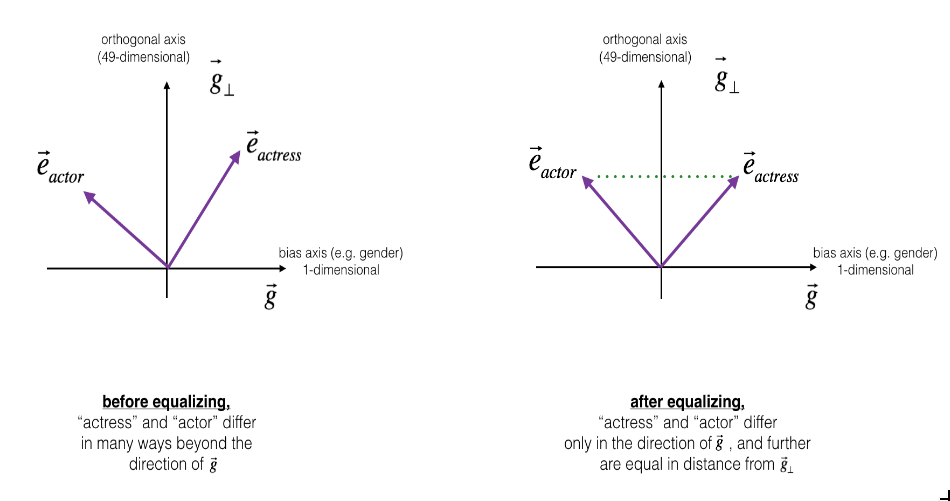 orthogonal axis
(49-dimensional)
g⃗⊥
e⃗actor
e⃗actress
bias axis (e.g. gender)
1-dimensional
g⃗
before equalizing,
“actress” and “actor” differ
in many ways beyond the
direction of g⃗
orthogonal axis
(49-dimensional)
g⃗⊥
e⃗actor
e⃗actress
bias axis (e.g. gender)
1-dimensional
g⃗
after equalizing,
“actress” and “actor” differ
only in the direction of g⃗ , and further
are equal in distance from g⃗⊥